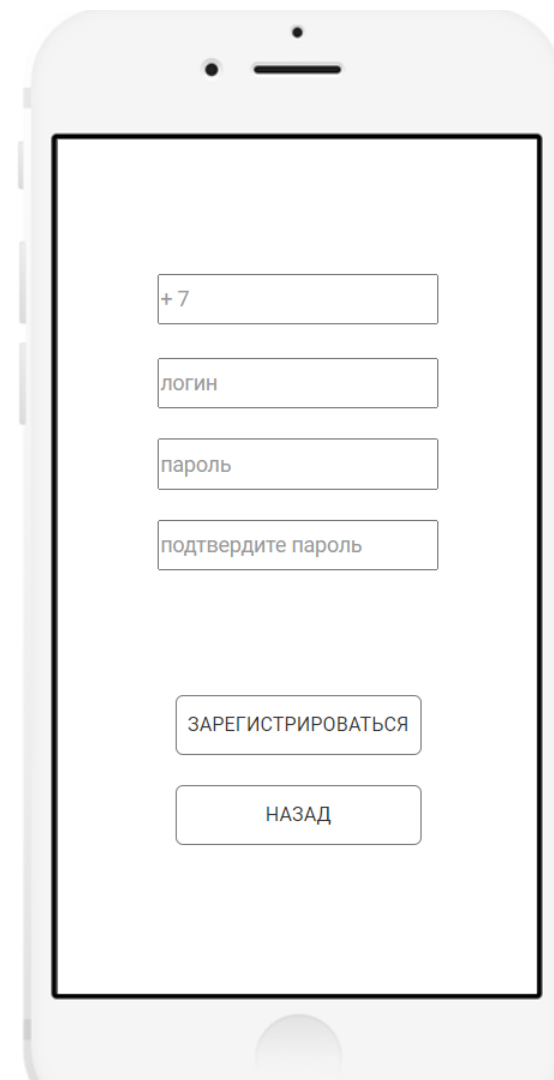 + 7
логин
пароль
подтвердите пароль
ЗАРЕГИСТРИРОВАТЬСЯ
НАЗАД